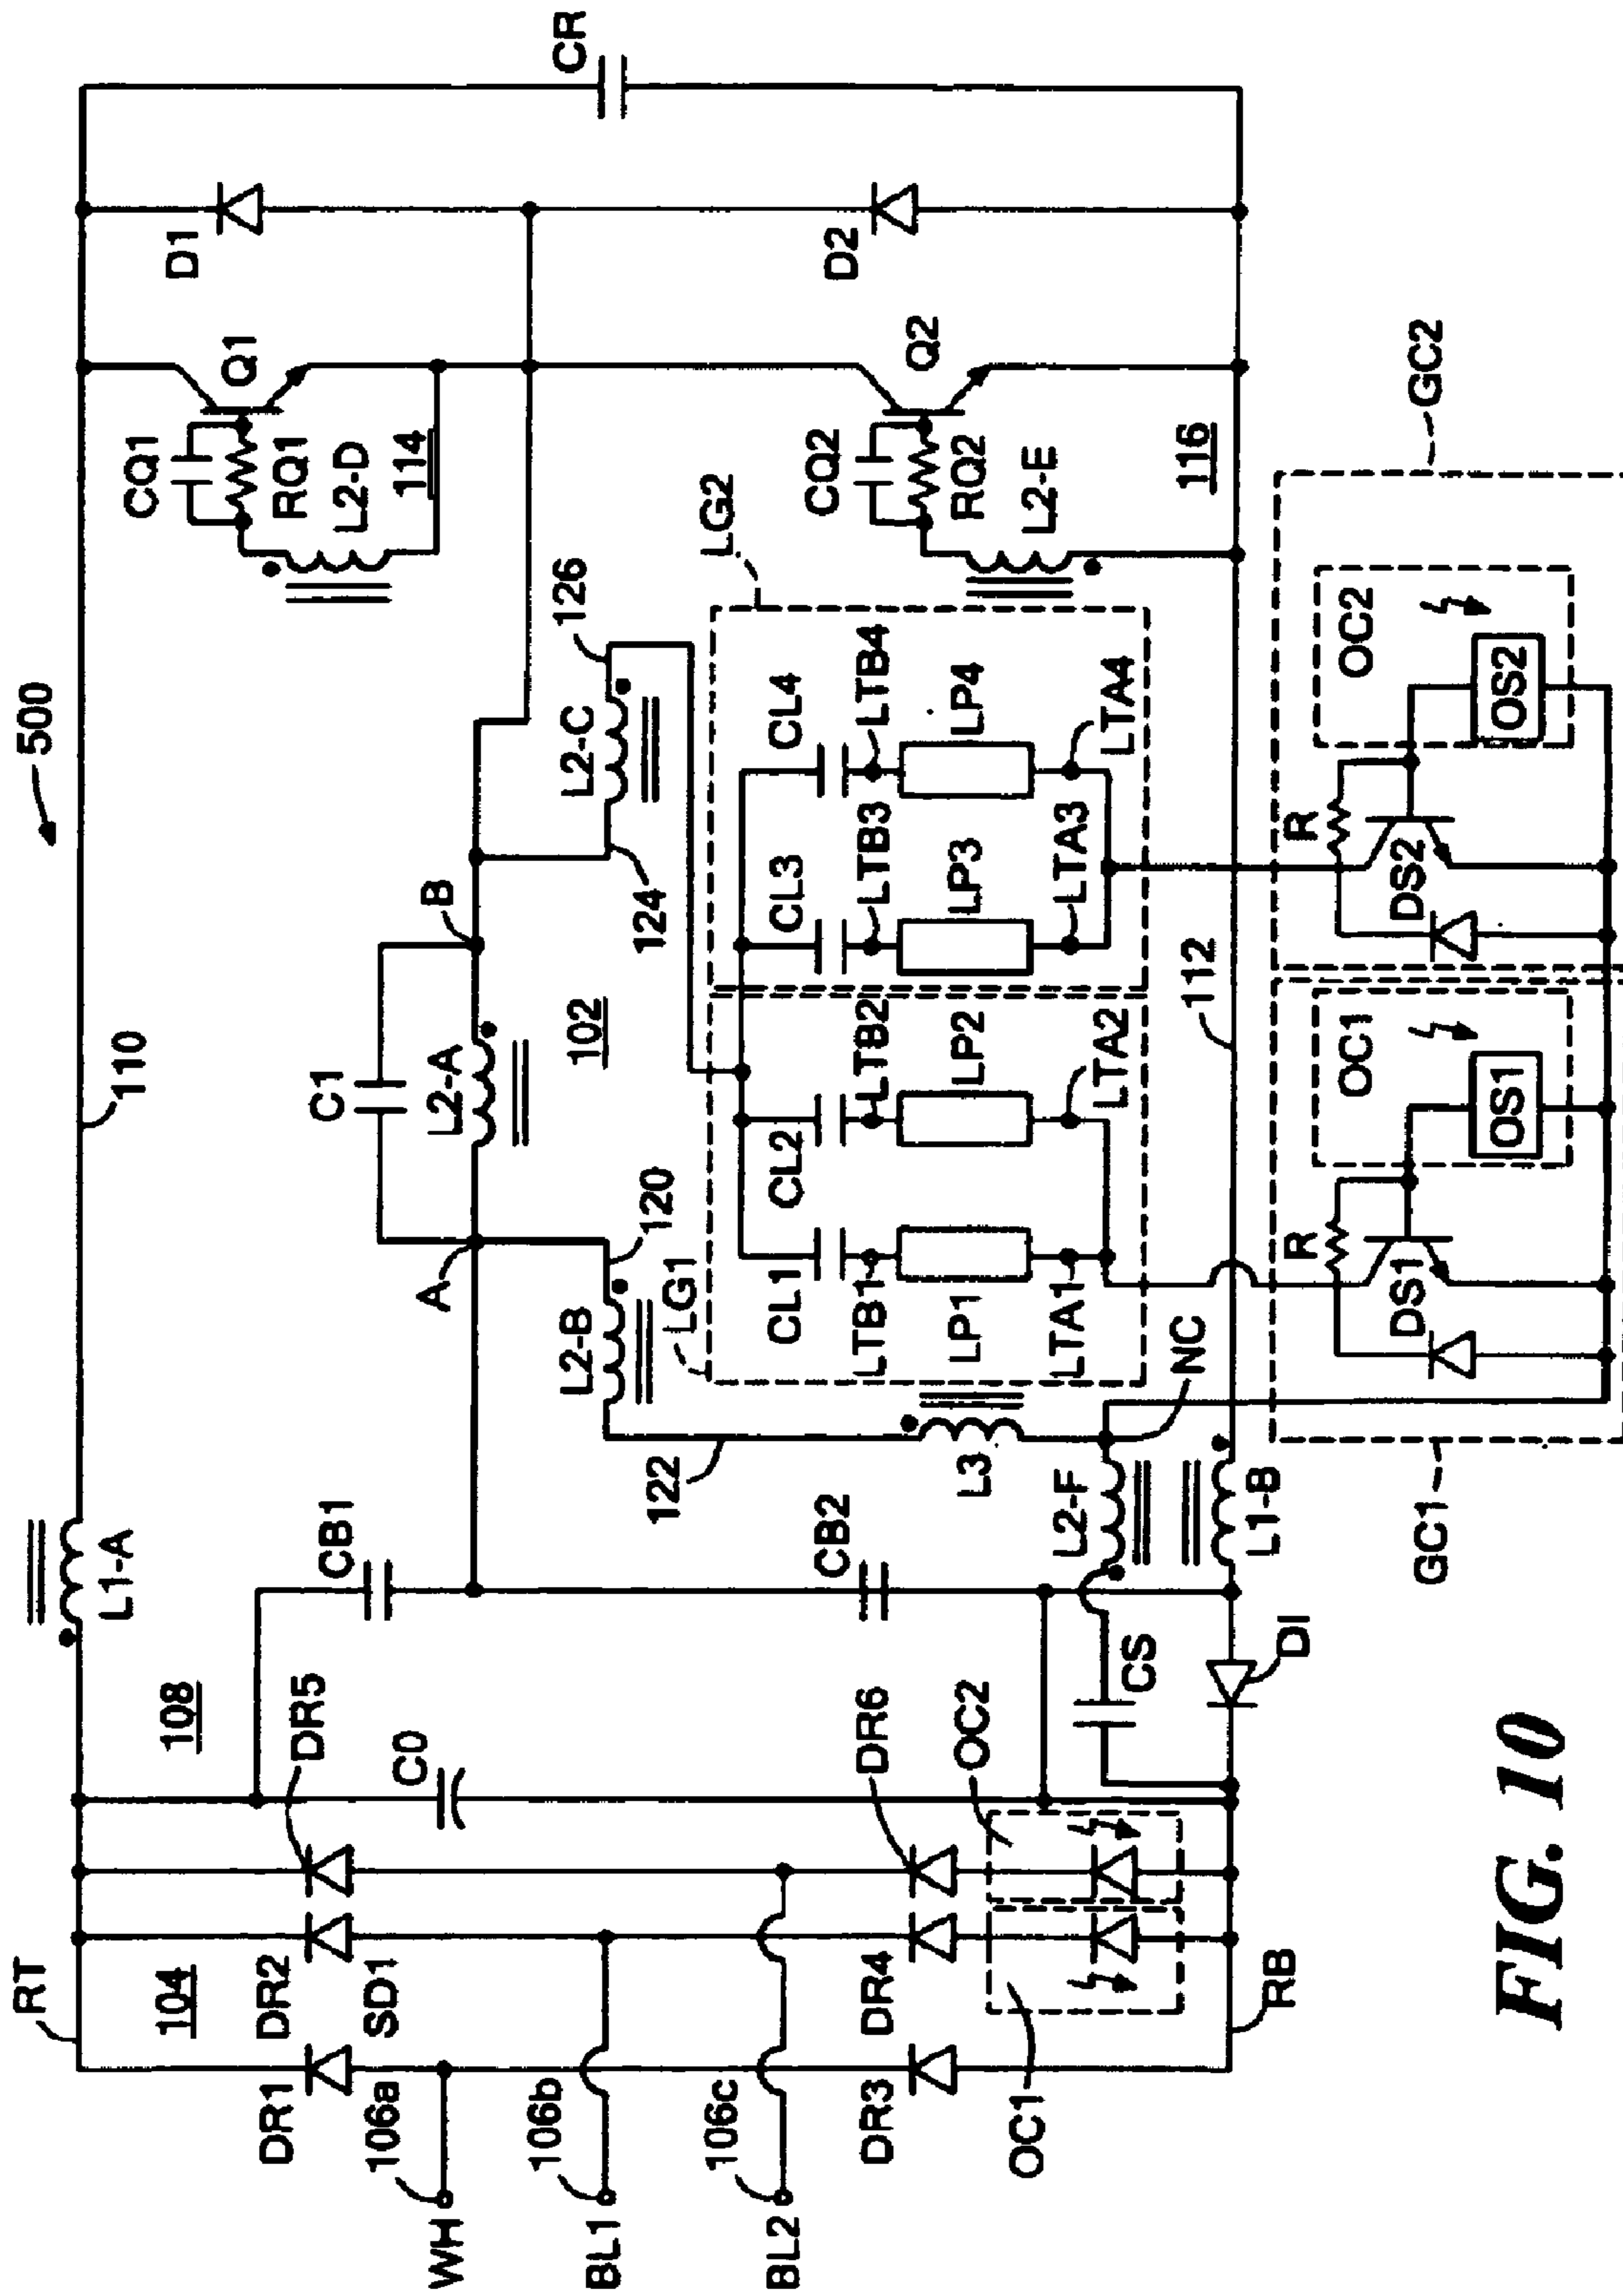 500
RT
104
108
L1-A
110
DR1
DR2
SD1
DR5
C0
CB1
C1
A
L2-A
B
102
CQ1
Q1
RQ1
L2-D
114
D1
CR
106a
WH
106b
BL1
106c
BL2
120
L2-B
122
L2-C
124
126
LG1
LG2
CL1
CL2
CL3
CL4
LTB1
LTB2
LTB3
LTB4
LP1
LP2
LP3
LP4
LTA1
LTA2
LTA3
LTA4
L3
NC
CB2
CQ2
Q2
RQ2
L2-E
116
D2
DR3
DR4
DR6
OC1
OC2
CS
L2-F
L1-B
112
RB
DI
GC1
R
DS1
OC1
OS1
R
DS2
OC2
OS2
GC2
FIG. 10